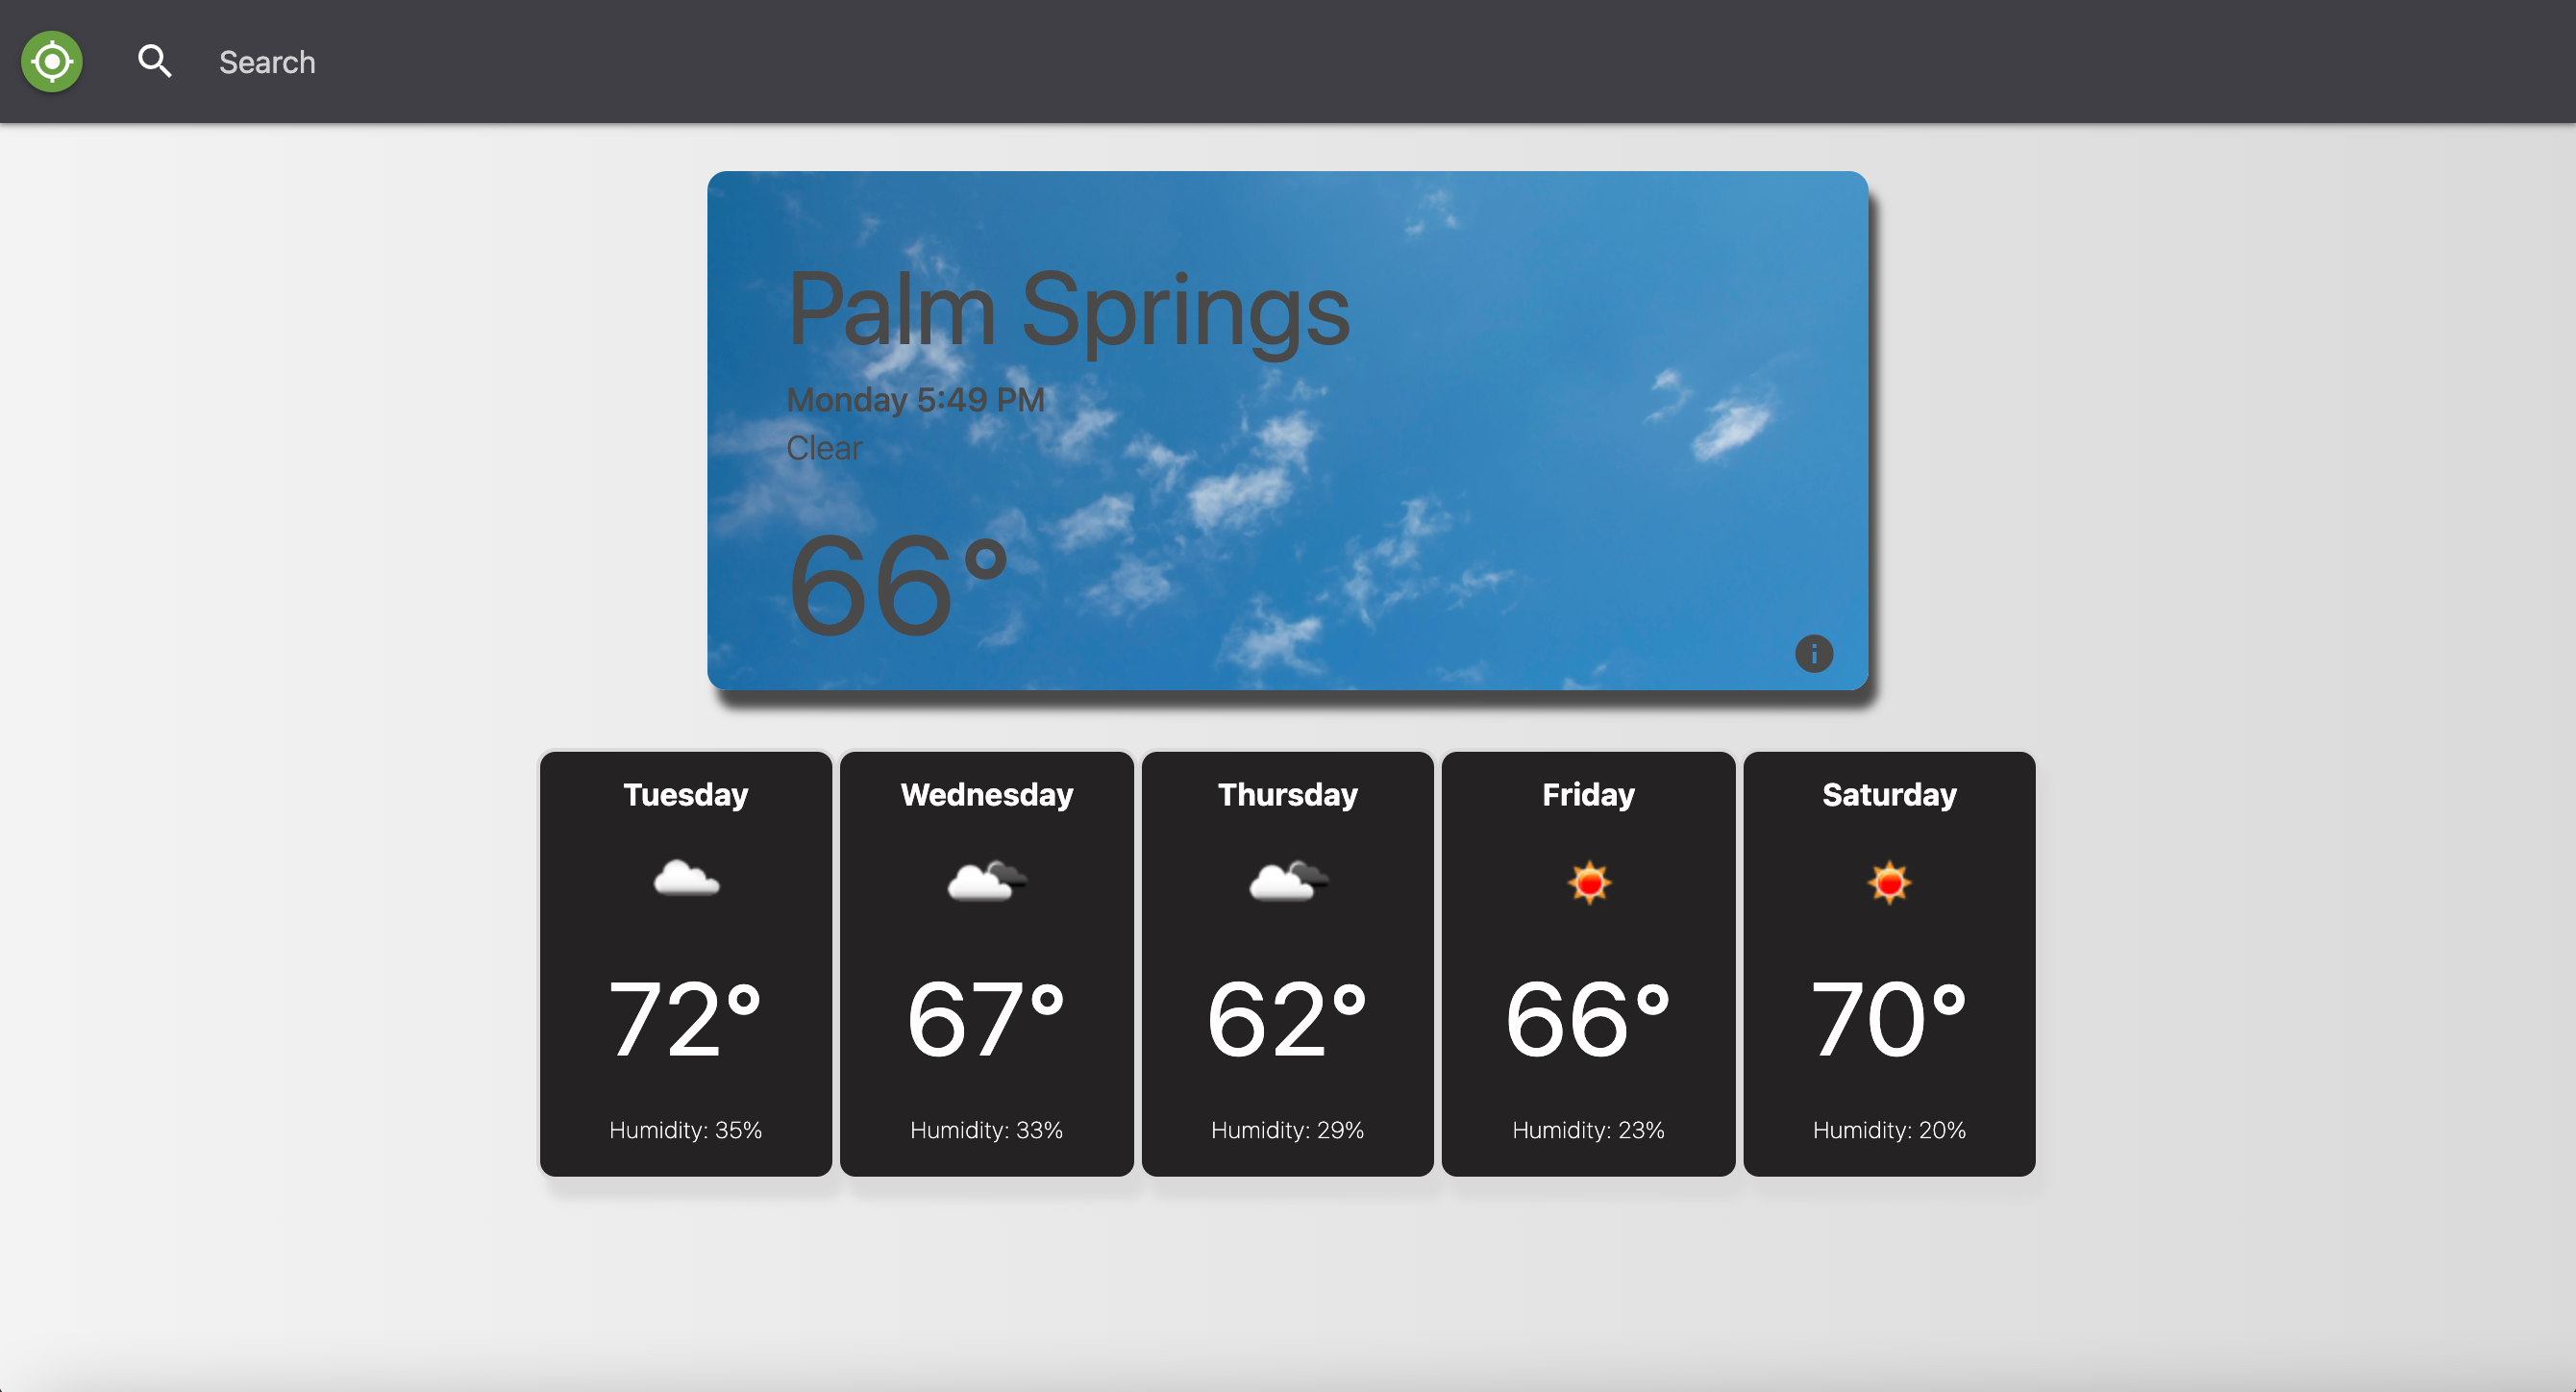 Search
Palm Springs
Monday 5:49 PM
Clear
66°
Tuesday
72°
Humidity: 35%
Wednesday
67°
Humidity: 33%
Thursday
62°
Humidity: 29%
Friday
66°
Humidity: 23%
Saturday
70°
Humidity: 20%